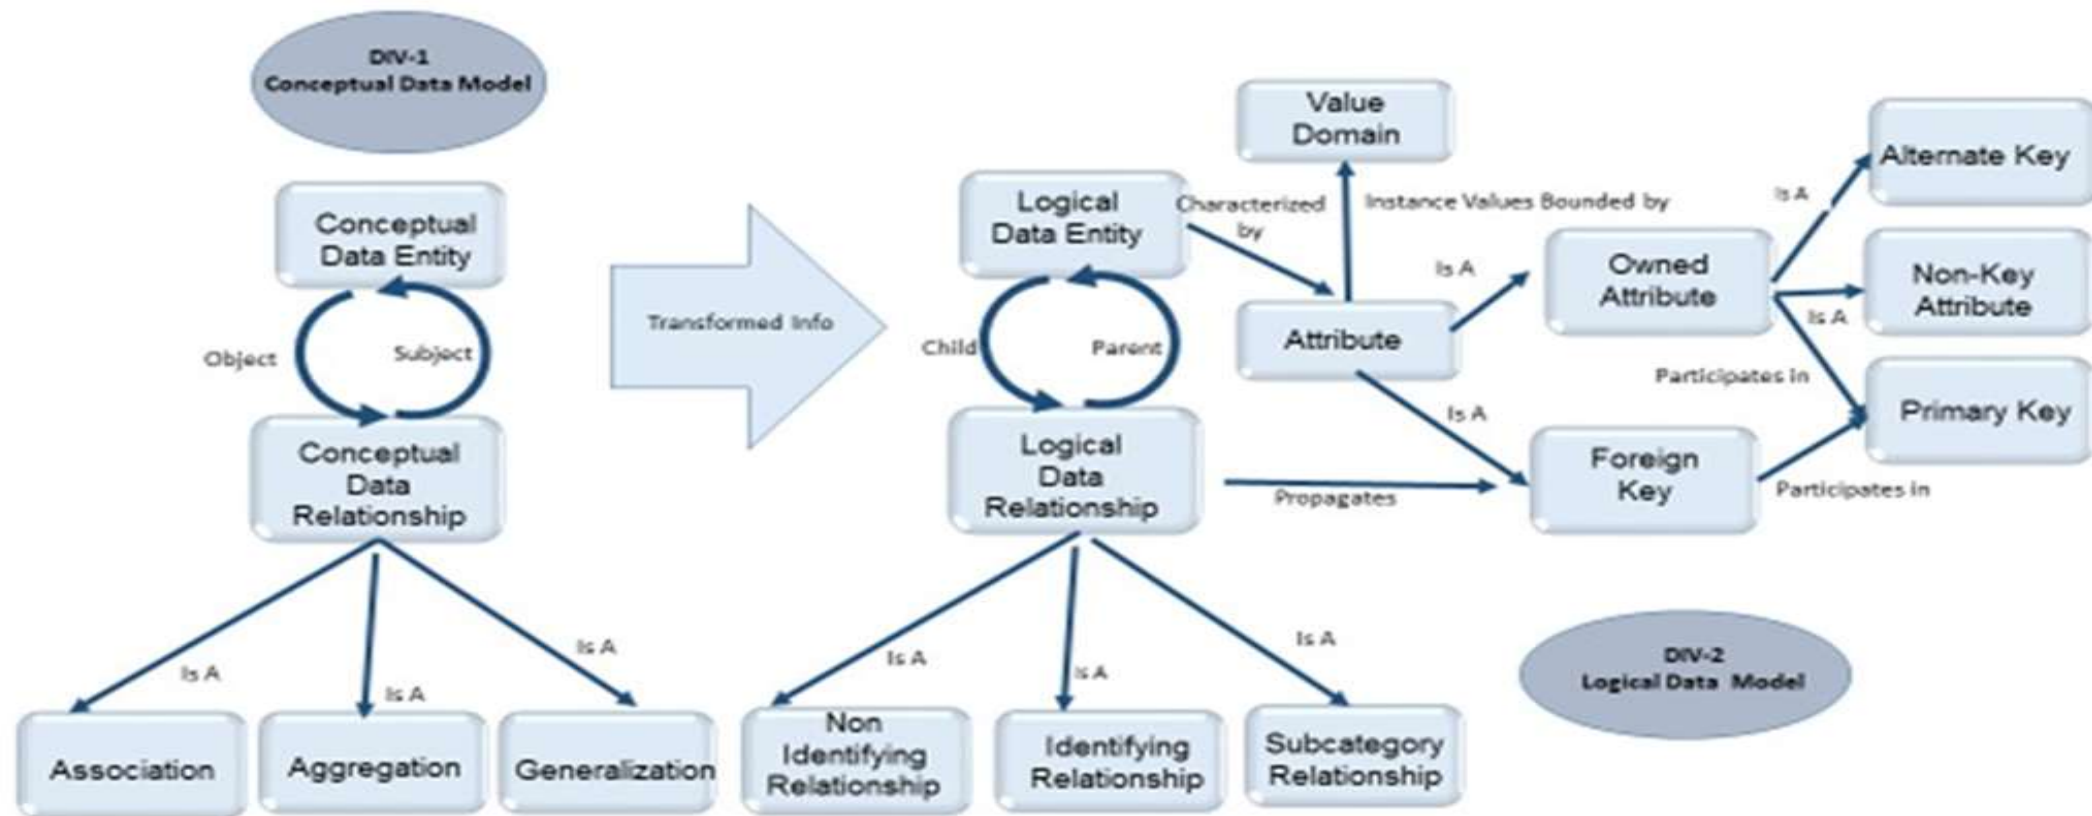 DIV-1
Conceptual Data Model
Conceptual
Data Entity
Object
Subject
Conceptual
Data
Relationship
Is A
Is A
Is A
Association
Aggregation
Generalization
Transformed Info
Logical
Data Entity
Characterized
by
Value
Domain
Instance Values Bounded by
Child
Parent
Attribute
Is A
Owned
Attribute
Is A
Alternate Key
Non-Key
Attribute
Is A
Participates in
Primary Key
Is A
Foreign
Key
Participates in
Logical
Data
Relationship
Propagates
Is A
Is A
Is A
Non
Identifying
Relationship
Identifying
Relationship
Subcategory
Relationship
DIV-2
Logical Data Model